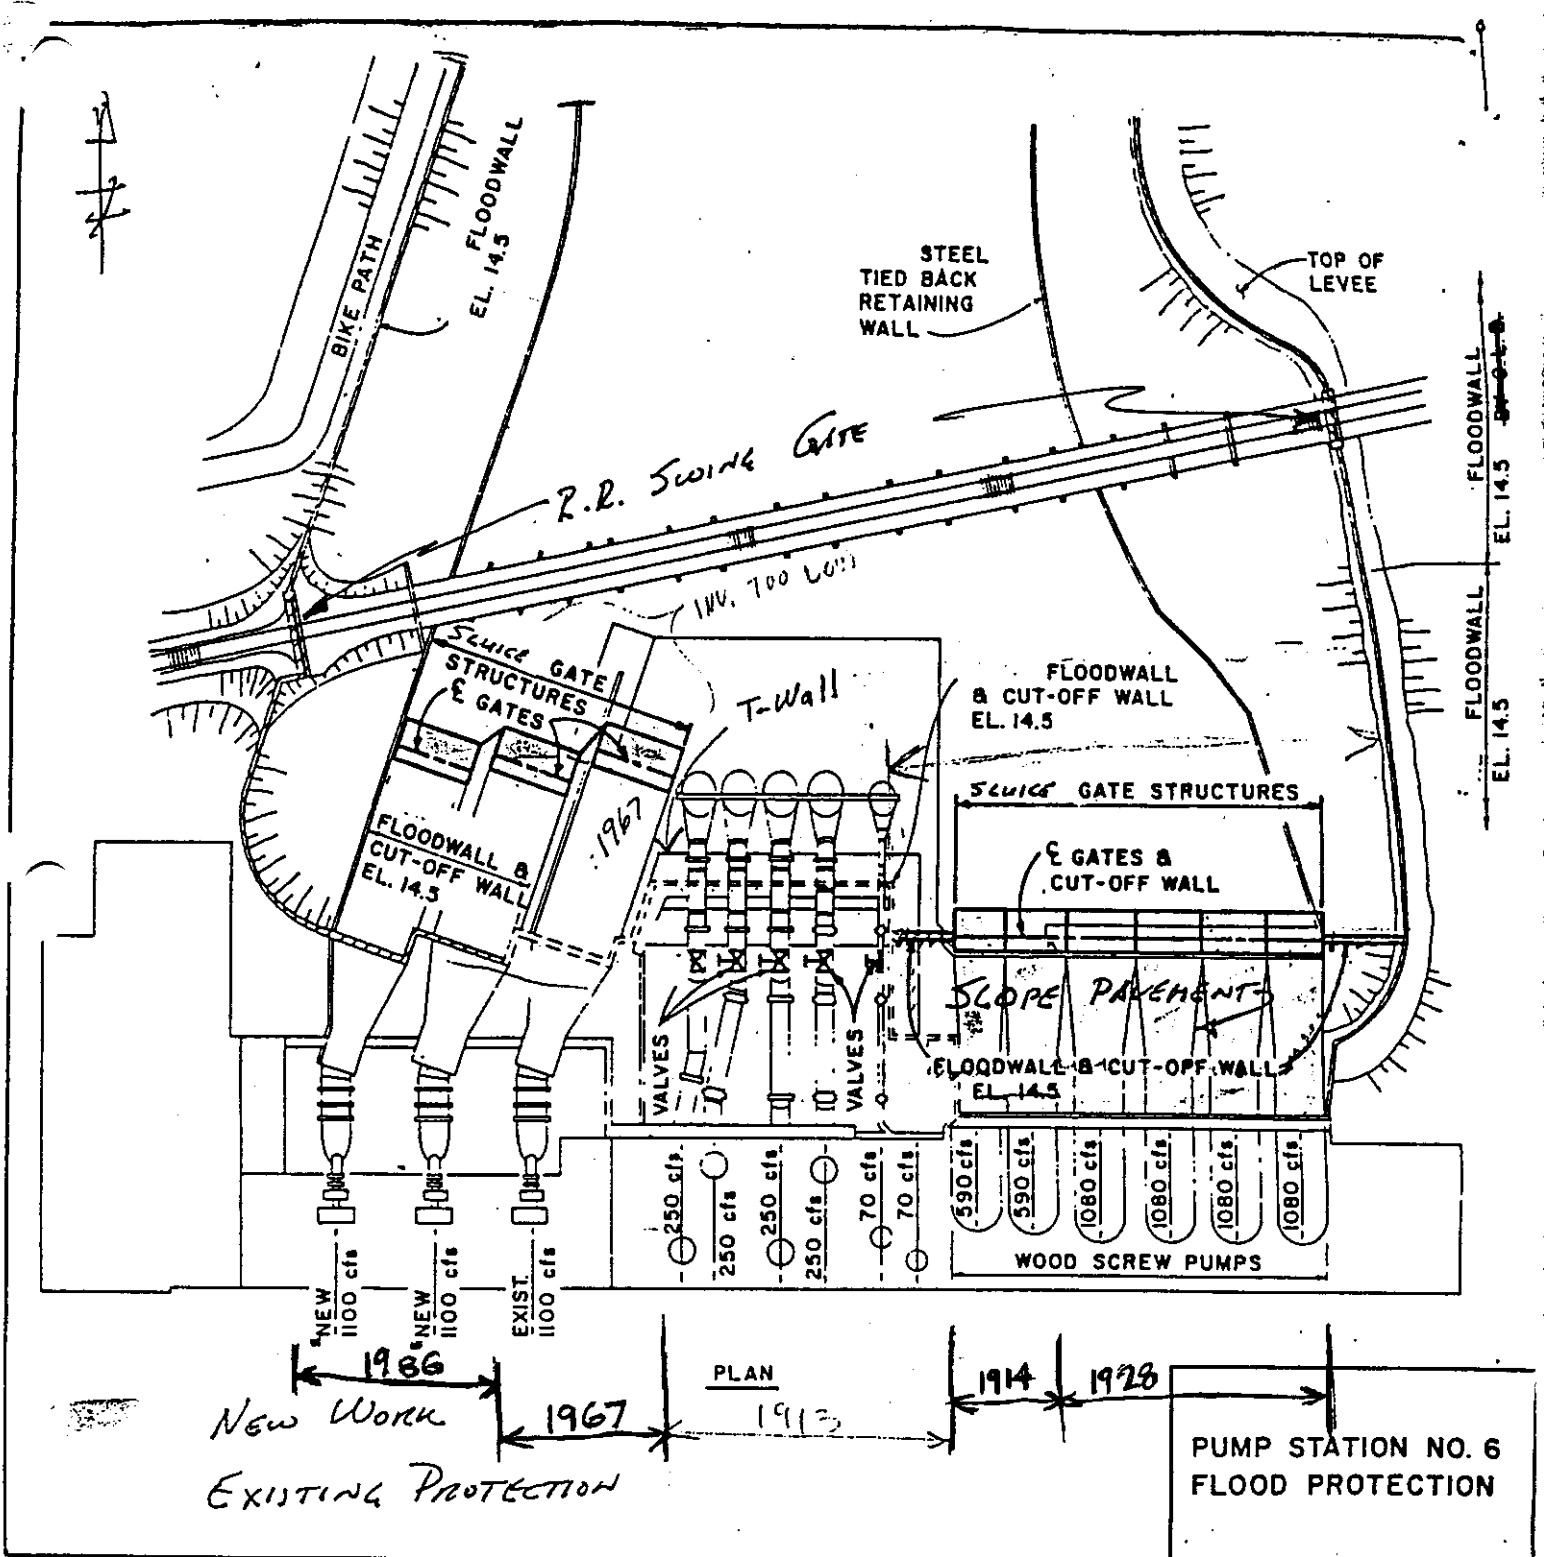 FLOODWALL
EL. 14.5
BIKE PATH
STEEL
TIED BACK
RETAINING
WALL
TOP OF
LEVEE
FLOODWALL
EL. 14.5
FLOODWALL
EL. 14.5
R.R. SWING GATE
INV. 700
SLUICE GATE
STRUCTURES
℄ GATES
T-Wall
FLOODWALL
& CUT-OFF WALL
EL. 14.5
SLUICE GATE STRUCTURES
1967
FLOODWALL &
CUT-OFF WALL
EL. 14.5
℄ GATES &
CUT-OFF WALL
SLOPE PAVEMENT
VALVES
VALVES
FLOODWALL & CUT-OFF WALL
EL. 14.5
250 cfs
250 cfs
250 cfs
250 cfs
70 cfs
70 cfs
590 cfs
590 cfs
1080 cfs
1080 cfs
1080 cfs
1080 cfs
WOOD SCREW PUMPS
NEW
1100 cfs
NEW
1100 cfs
EXIST.
1100 cfs
1986
PLAN
1914
1928
NEW WORK
1967
1913
EXISTING PROTECTION
PUMP STATION NO. 6
FLOOD PROTECTION